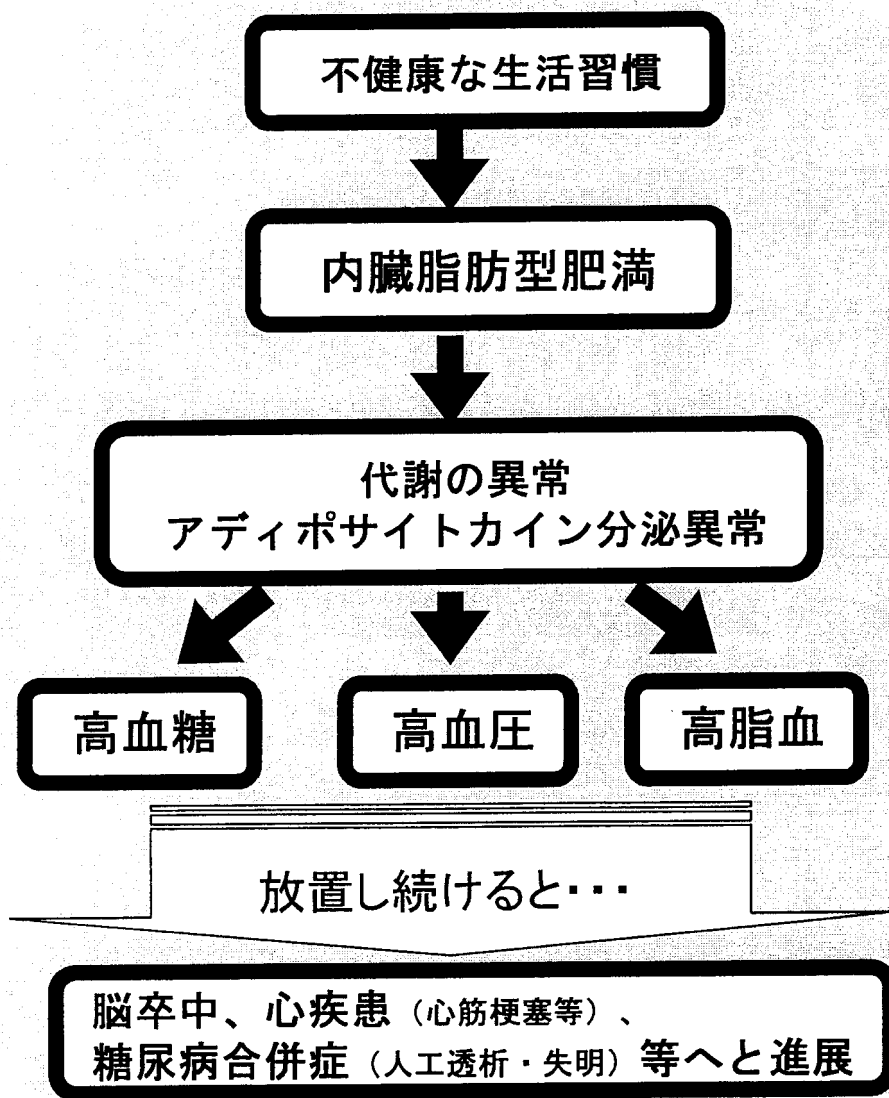 不健康な生活習慣
内臓脂肪型肥満
代謝の異常
アディポサイトカイン分泌異常
高血糖
高血圧
高脂血
放置し続けると・・・
脳卒中、心疾患（心筋梗塞等）、
糖尿病合併症（人工透析・失明）等へと進展